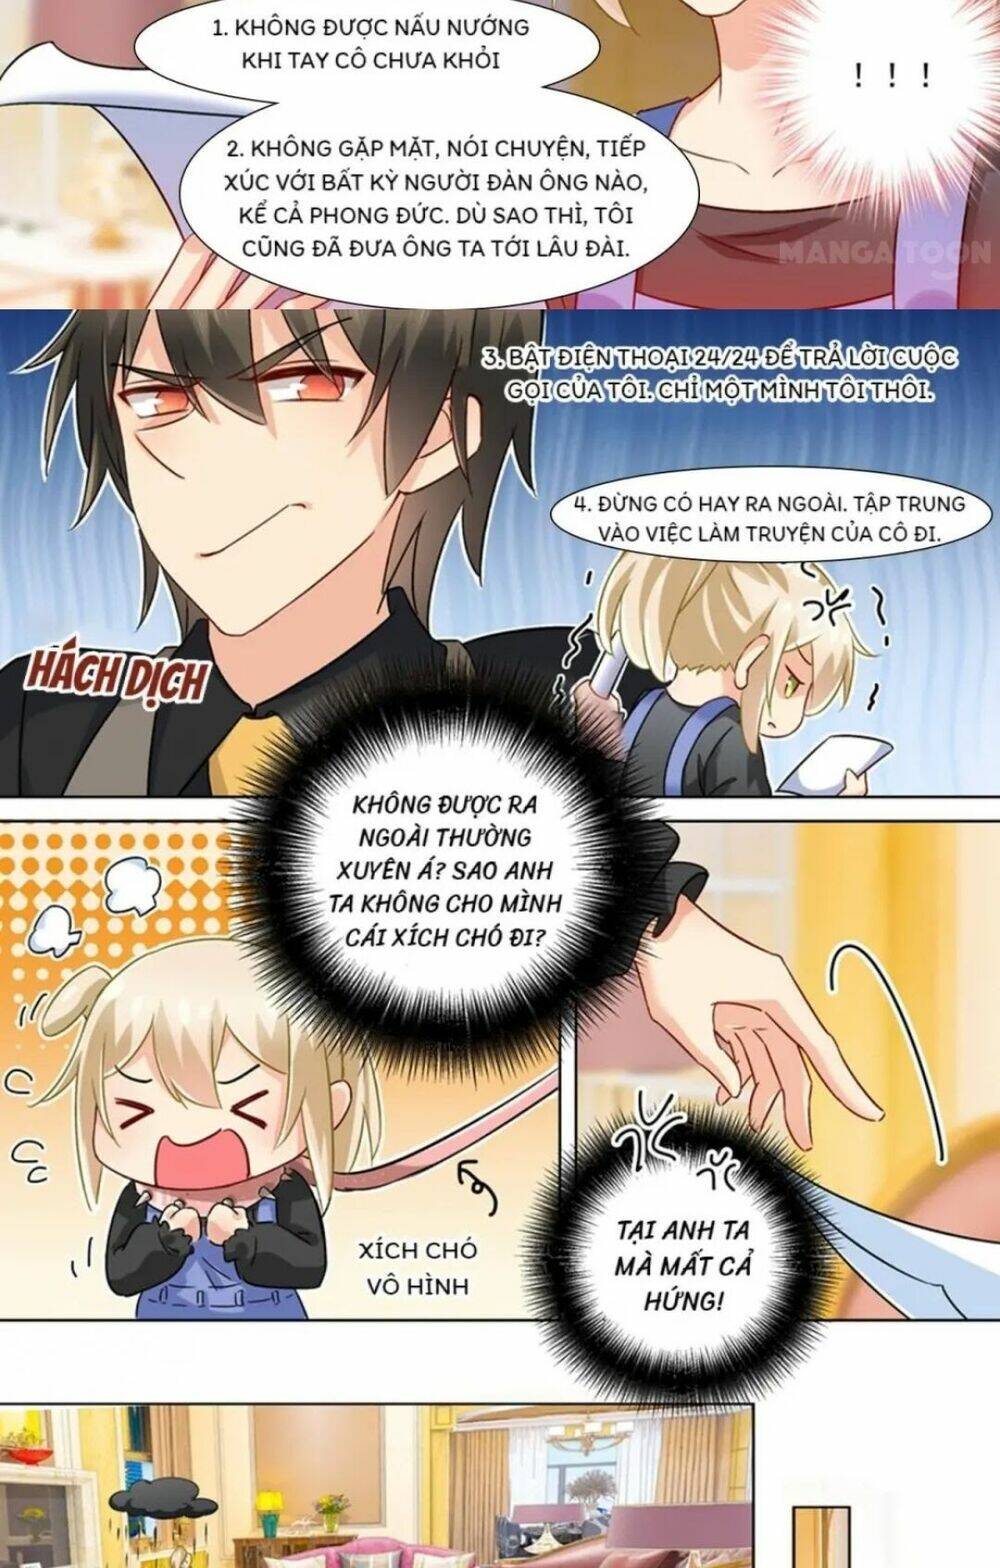 1. KHÔNG ĐƯỢC NẤU NƯỚNG
KHI TAY CÔ CHƯA KHỎI
! ! !
2. KHÔNG GẶP MẶT, NÓI CHUYỆN, TIẾP
XÚC VỚI BẤT KỲ NGƯỜI ĐÀN ÔNG NÀO,
KỂ CẢ PHONG ĐỨC. DÙ SAO THÌ, TÔI
CŨNG ĐÃ ĐƯA ÔNG TA TỚI LÂU ĐÀI.
MANGA TOON
3. BẬT ĐIỆN THOẠI 24/24 ĐỂ TRẢ LỜI CUỘC
GỌI CỦA TÔI. CHỈ MỘT MÌNH TÔI THÔI.
4. ĐỪNG CÓ HAY RA NGOÀI. TẬP TRUNG
VÀO VIỆC LÀM TRUYỆN CỦA CÔ ĐI.
HÁCH DỊCH
KHÔNG ĐƯỢC RA
NGOÀI THƯỜNG
XUYÊN Á? SAO ANH
TA KHÔNG CHO MÌNH
CÁI XÍCH CHÓ ĐI?
XÍCH CHÓ
VÔ HÌNH
TẠI ANH TA
MÀ MẤT CẢ
HỨNG!